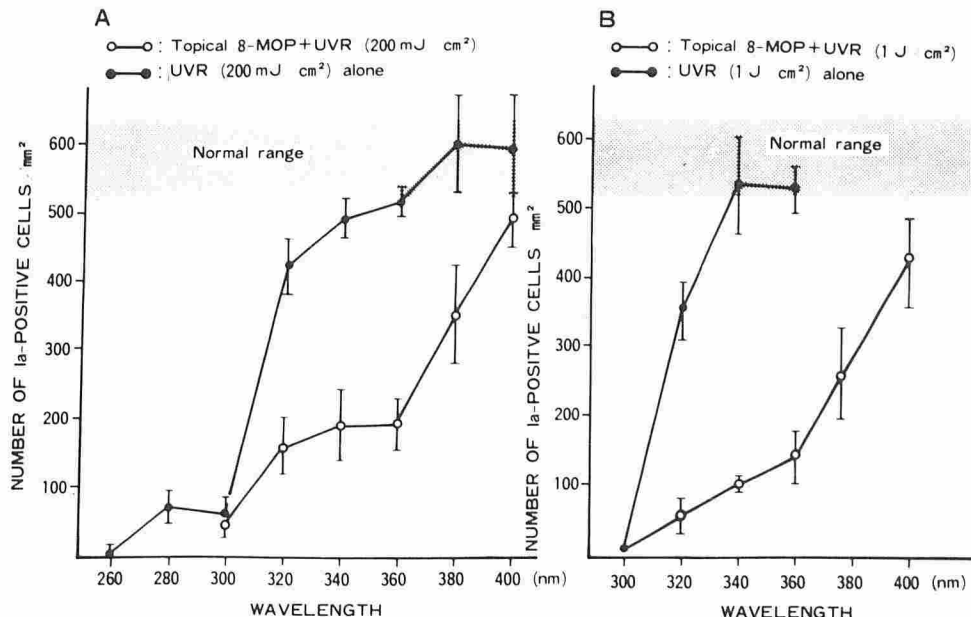 A
: Topical 8-MOP+UVR (200 mJ cm²)
: UVR (200 mJ cm²) alone
NUMBER OF Ia-POSITIVE CELLS / mm²
600
500
400
300
200
100
Normal range
260 280 300 320 340 360 380 400 (nm)
WAVELENGTH
B
: Topical 8-MOP+UVR (1 J cm²)
: UVR (1 J cm²) alone
NUMBER OF Ia-POSITVE CELLS mm²
600
500
400
300
200
100
Normal range
300 320 340 360 380 400 (nm)
WAVELENGTH